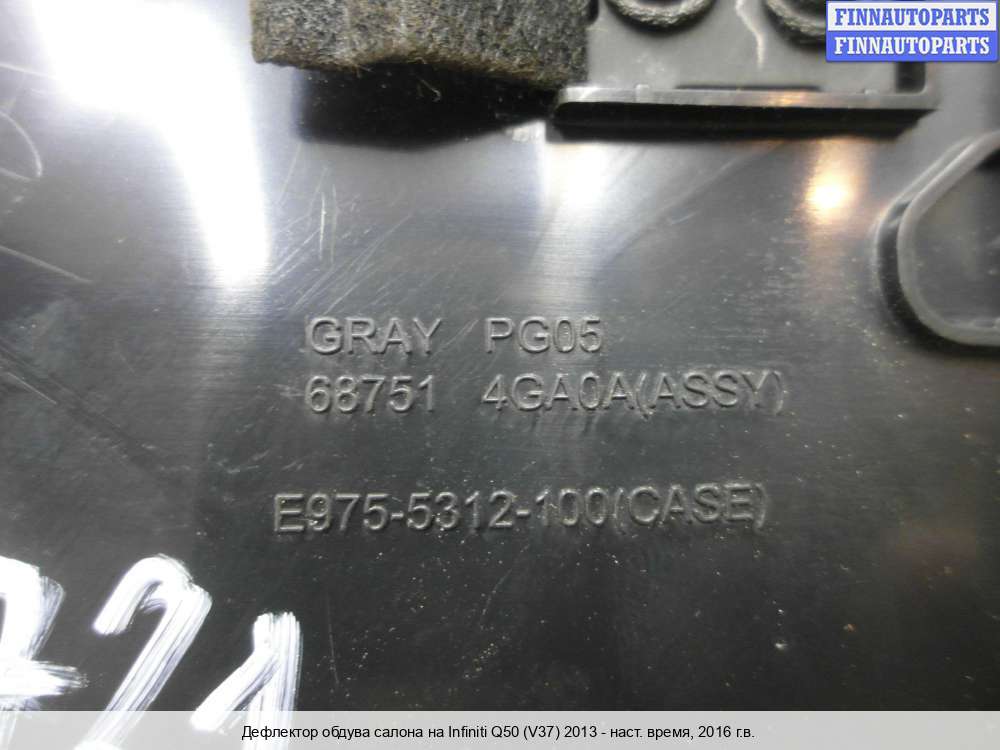 FINNAUTOPARTS
FINNAUTOPARTS
GRAY PG05
68751 4GA0A(ASSY)
E975-5312-100(CASE)
721
Дефлектор обдува салона на Infiniti Q50 (V37) 2013 - наст. время, 2016 г.в.